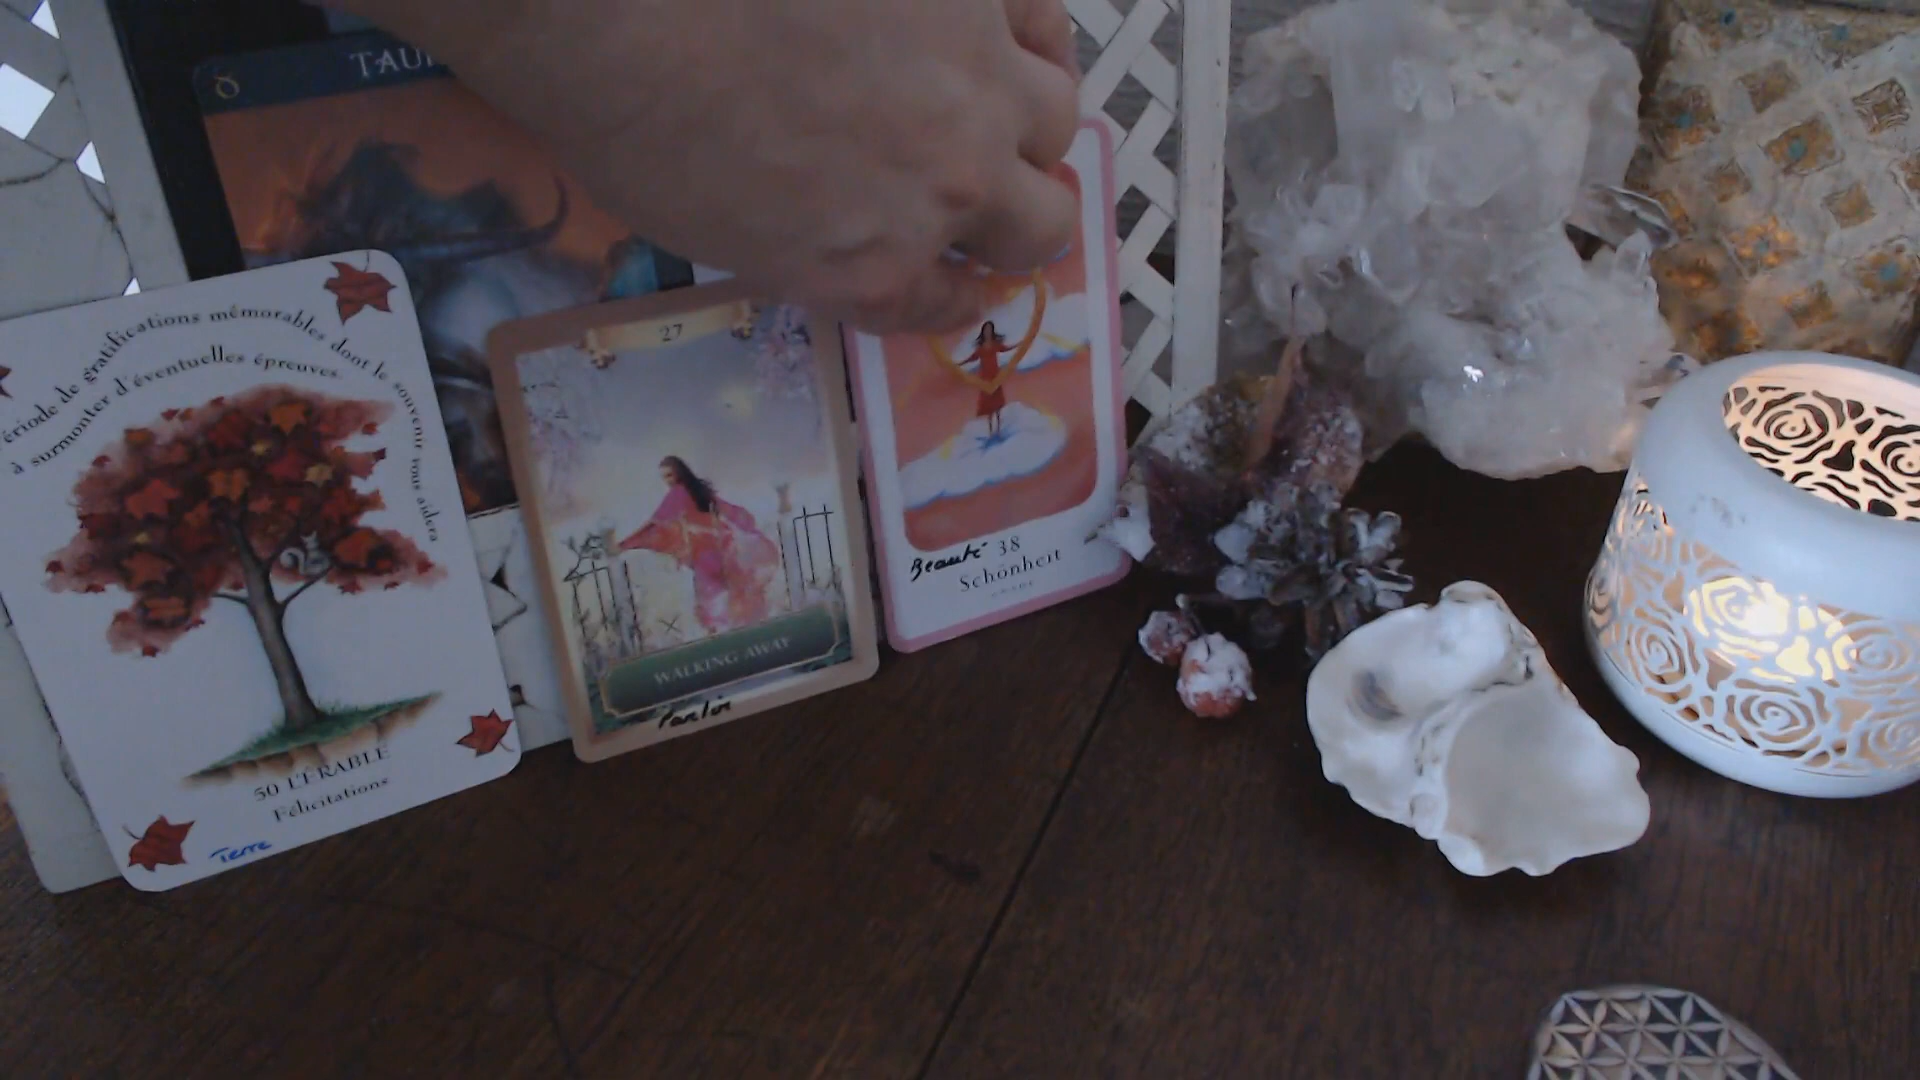 ♉ TAU
ériode de gratifications mémorables dont le souvenir vous aidera
à surmonter d'éventuelles épreuves.
50 L'ÉRABLE
Félicitations
Terre
27
WALKING AWAY
Partir
Beauté 38
Schönheit